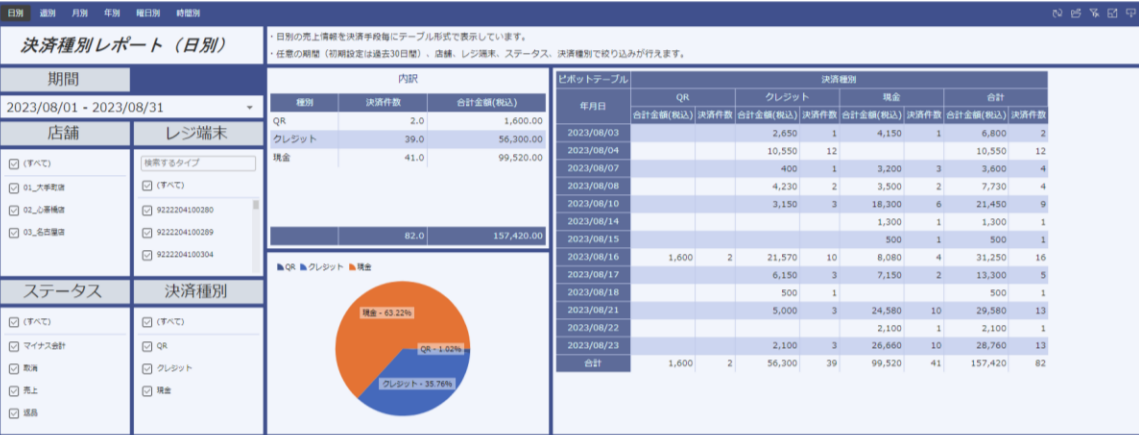 日別 週別 月別 年別 曜日別 時間別
決済種別レポート（日別）
・日別の売上情報を決済手段毎にテーブル形式で表示しています。
・任意の期間（初期設定は過去30日間）、店舗、レジ端末、ステータス、決済種別で絞り込みが行えます。
期間
2023/08/01 - 2023/08/31
店舗
(すべて)
01_大手町店
02_心斎橋店
03_名古屋店
レジ端末
検索するタイプ
(すべて)
9222204100280
9222204100289
9222204100304
ステータス
(すべて)
マイナス会計
取消
売上
返品
決済種別
(すべて)
QR
クレジット
現金
内訳
種別 決済件数 合計金額(税込)
QR 2.0 1,600.00
クレジット 39.0 56,300.00
現金 41.0 99,520.00
82.0 157,420.00
QR クレジット 現金
現金 - 63.22%
QR - 1.02%
クレジット - 35.76%
ピボットテーブル 決済種別
年月日 QR クレジット 現金 合計
合計金額(税込) 決済件数 合計金額(税込) 決済件数 合計金額(税込) 決済件数 合計金額(税込) 決済件数
2023/08/03 2,650 1 4,150 1 6,800 2
2023/08/04 10,550 12 10,550 12
2023/08/07 400 1 3,200 3 3,600 4
2023/08/08 4,230 2 3,500 2 7,730 4
2023/08/10 3,150 3 18,300 6 21,450 9
2023/08/14 1,300 1 1,300 1
2023/08/15 500 1 500 1
2023/08/16 1,600 2 21,570 10 8,080 4 31,250 16
2023/08/17 6,150 3 7,150 2 13,300 5
2023/08/18 500 1 500 1
2023/08/21 5,000 3 24,580 10 29,580 13
2023/08/22 2,100 1 2,100 1
2023/08/23 2,100 3 26,660 10 28,760 13
合計 1,600 2 56,300 39 99,520 41 157,420 82